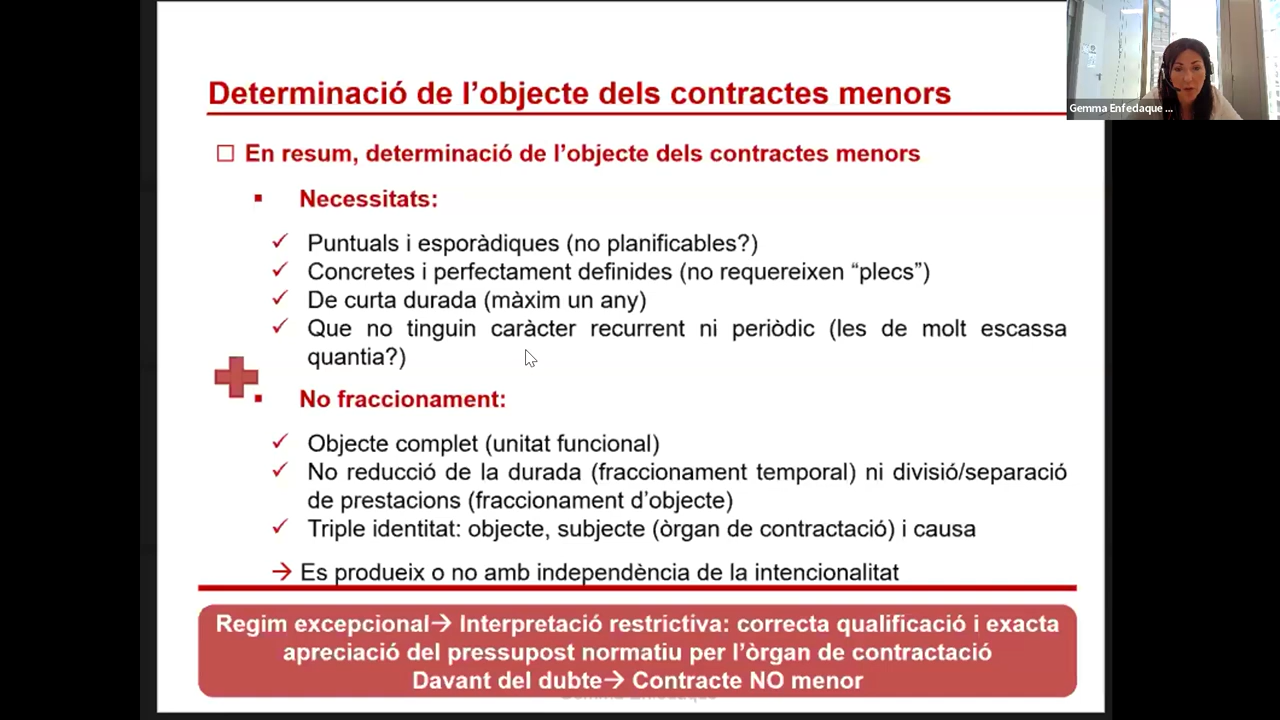 Determinació de l’objecte dels contractes menors
Gemma Enfedaque ...
En resum, determinació de l’objecte dels contractes menors
Necessitats:
Puntuals i esporàdiques (no planificables?)
Concretes i perfectament definides (no requereixen “plecs”)
De curta durada (màxim un any)
Que no tinguin caràcter recurrent ni periòdic (les de molt escassa
quantia?)
No fraccionament:
Objecte complet (unitat funcional)
No reducció de la durada (fraccionament temporal) ni divisió/separació
de prestacions (fraccionament d’objecte)
Triple identitat: objecte, subjecte (òrgan de contractació) i causa
→ Es produeix o no amb independència de la intencionalitat
Regim excepcional→ Interpretació restrictiva: correcta qualificació i exacta
apreciació del pressupost normatiu per l’òrgan de contractació
Davant del dubte→ Contracte NO menor